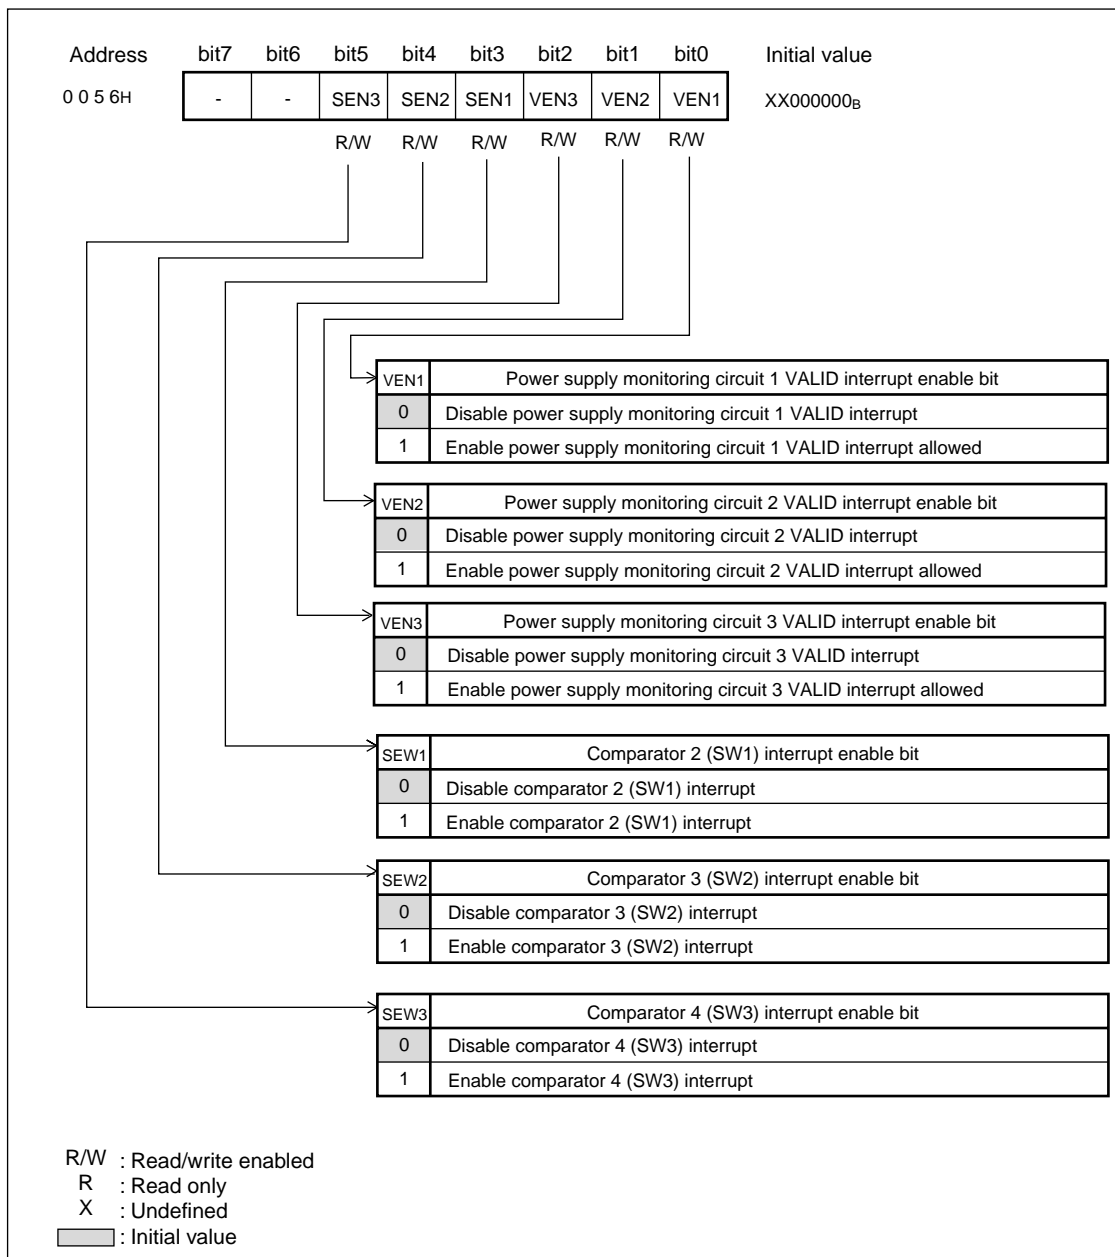 Address bit7 bit6 bit5 bit4 bit3 bit2 bit1 bit0 Initial value
0 0 5 6H - - SEN3 SEN2 SEN1 VEN3 VEN2 VEN1 XX000000B
R/W R/W R/W R/W R/W R/W
VEN1 Power supply monitoring circuit 1 VALID interrupt enable bit
0 Disable power supply monitoring circuit 1 VALID interrupt
1 Enable power supply monitoring circuit 1 VALID interrupt allowed
VEN2 Power supply monitoring circuit 2 VALID interrupt enable bit
0 Disable power supply monitoring circuit 2 VALID interrupt
1 Enable power supply monitoring circuit 2 VALID interrupt allowed
VEN3 Power supply monitoring circuit 3 VALID interrupt enable bit
0 Disable power supply monitoring circuit 3 VALID interrupt
1 Enable power supply monitoring circuit 3 VALID interrupt allowed
SEW1 Comparator 2 (SW1) interrupt enable bit
0 Disable comparator 2 (SW1) interrupt
1 Enable comparator 2 (SW1) interrupt
SEW2 Comparator 3 (SW2) interrupt enable bit
0 Disable comparator 3 (SW2) interrupt
1 Enable comparator 3 (SW2) interrupt
SEW3 Comparator 4 (SW3) interrupt enable bit
0 Disable comparator 4 (SW3) interrupt
1 Enable comparator 4 (SW3) interrupt
R/W : Read/write enabled
R : Read only
X : Undefined
: Initial value